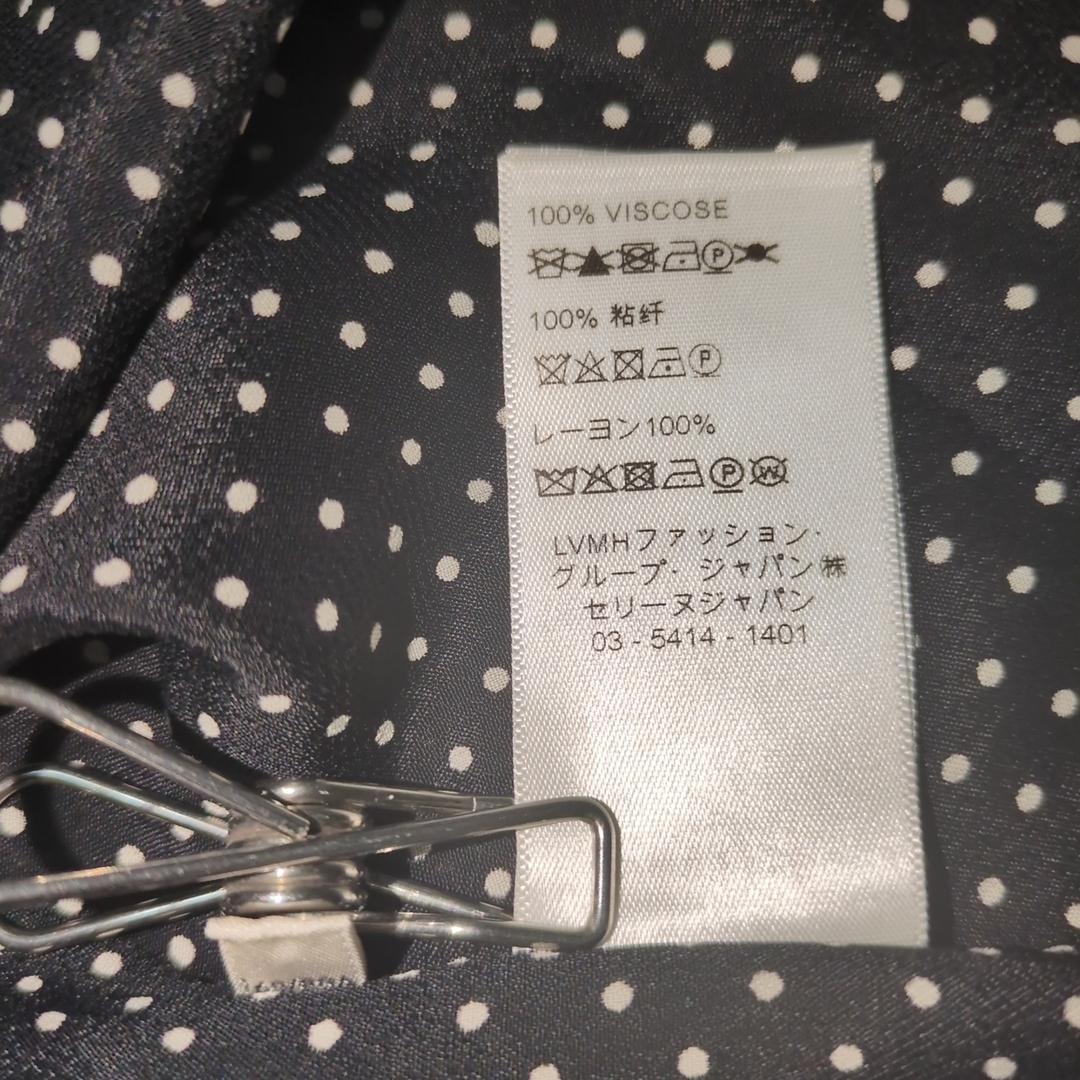 100% VISCOSE
P
100% 粘纤
P
レーヨン100%
P W
LVMHファッション・
グループ・ ジャパン 株
セリーヌジャパン
03 - 5414 - 1401